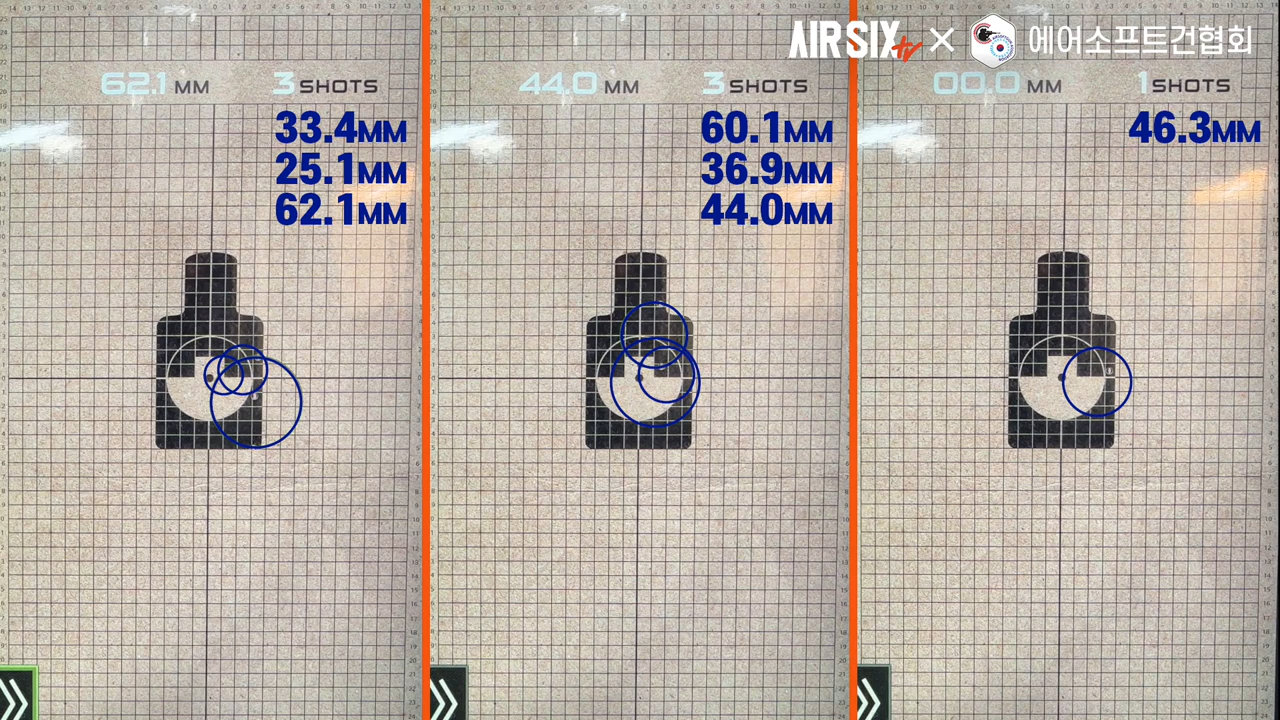 AIRSIX tv × 에어소프트건협회
62.1 MM 3 SHOTS
33.4MM
25.1MM
62.1MM
44.0 MM 3 SHOTS
60.1MM
36.9MM
44.0MM
00.0 MM 1 SHOTS
46.3MM